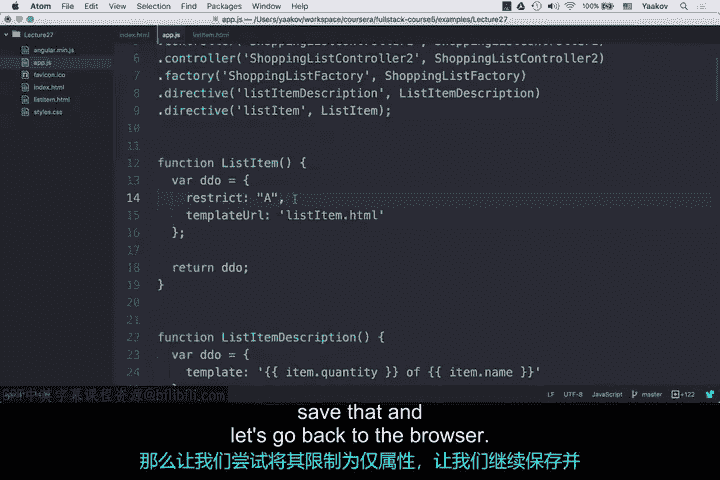 Atom File Edit View Selection Find Packages Window Help 100% Yaakov
app.js — /Users/yaakov/workspace/coursera/fullstack-course5/examples/Lecture27
Lecture27
angular.min.js
app.js
favicon.ico
index.html
listItem.html
styles.css
index.html app.js listItem.html
6 .controller('ShoppingListController2', ShoppingListController2)
7 .factory('ShoppingListFactory', ShoppingListFactory)
8 .directive('listItemDescription', ListItemDescription)
9 .directive('listItem', ListItem);
10
11
12 function ListItem() {
13 var ddo = {
14 restrict: "A",
15 templateUrl: 'listItem.html'
16 };
17
18 return ddo;
19 }
20
21
22 function ListItemDescription() {
23 var ddo = {
24 template: '{{ item.quantity }} of {{ item.name }}'
LF UTF-8 JavaScript master +122
save that and
let's go back to the browser.
那么让我们尝试将其限制为仅属性，让我们继续保存并